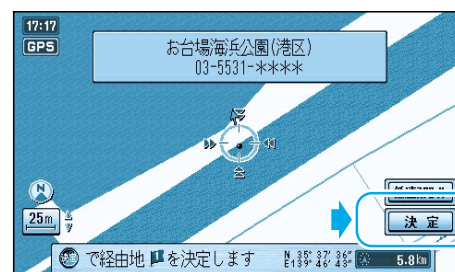 17:17
GPS
お台場海浜公園(港区)
03-5531-****
N
25m
決 定
で経由地 を決定します
N 35°37'36"
E139°46'43"
5.8km